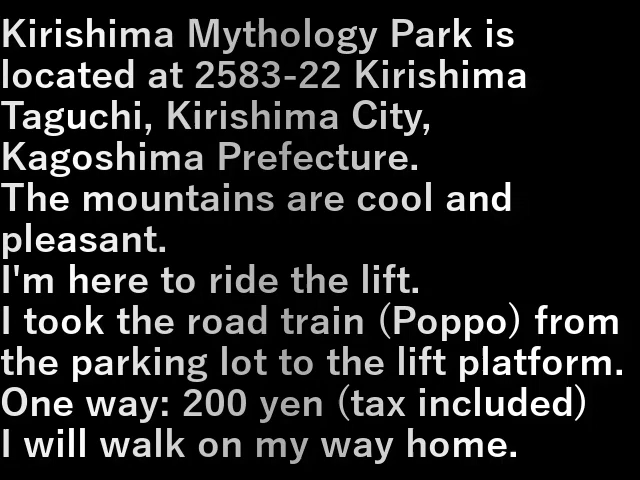 Kirishima Mythology Park is
located at 2583-22 Kirishima
Taguchi, Kirishima City,
Kagoshima Prefecture.
The mountains are cool and
pleasant.
I'm here to ride the lift.
I took the road train (Poppo) from
the parking lot to the lift platform.
One way: 200 yen (tax included)
I will walk on my way home.